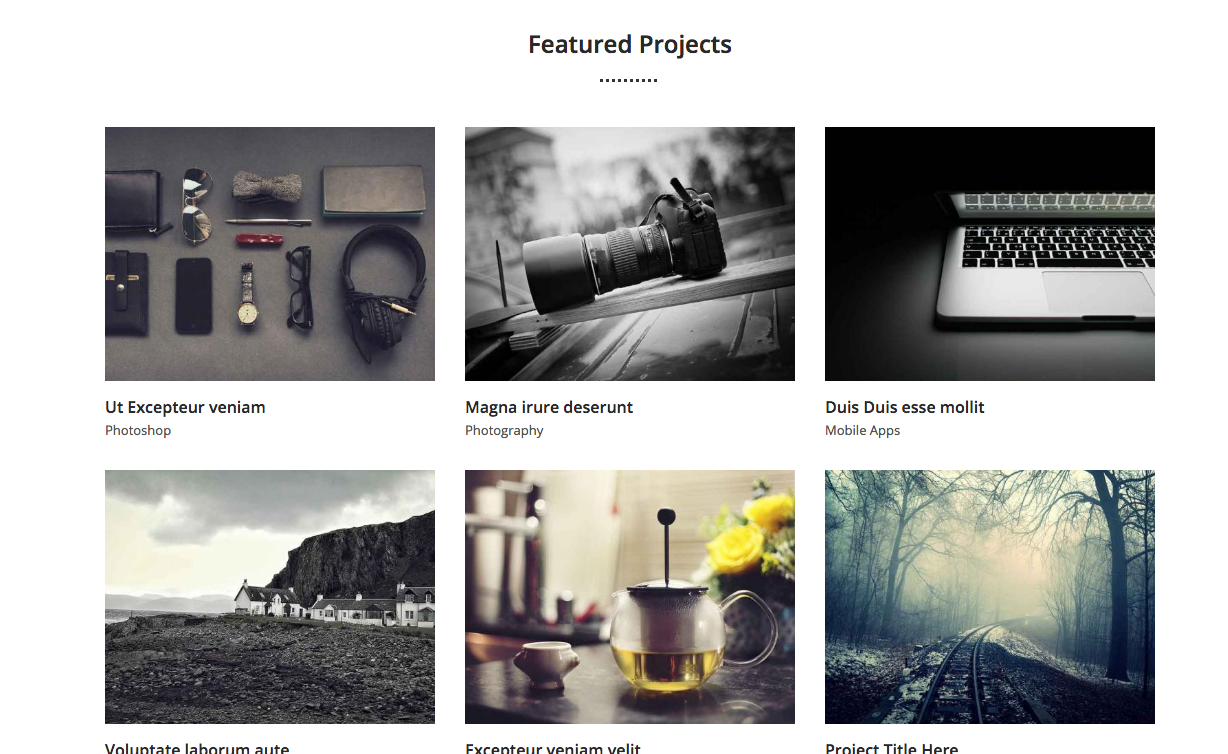 Featured Projects
Ut Excepteur veniam
Magna irure deserunt
Duis Duis esse mollit
Photoshop
Photography
Mobile Apps
Voluptate laborum aute
Excepteur veniam velit
Project Title Here